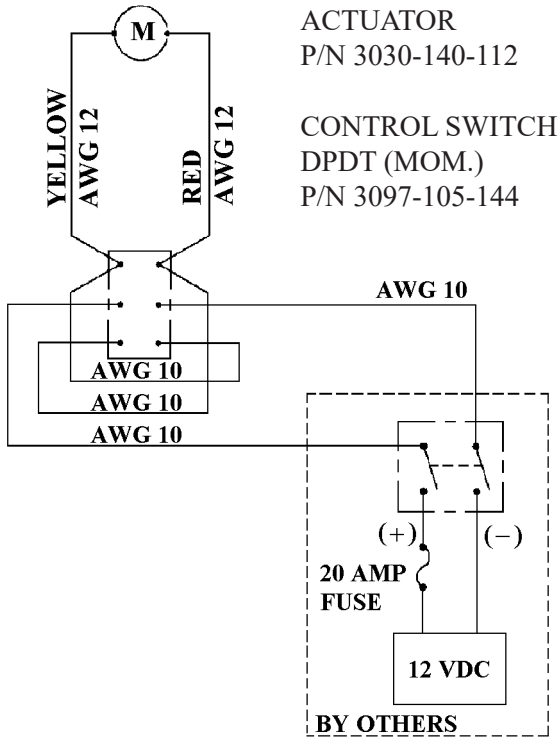 M
ACTUATOR
P/N 3030-140-112
CONTROL SWITCH
DPDT (MOM.)
P/N 3097-105-144
YELLOW
AWG 12
RED
AWG 12
AWG 10
AWG 10
AWG 10
AWG 10
(+)
(−)
20 AMP
FUSE
12 VDC
BY OTHERS